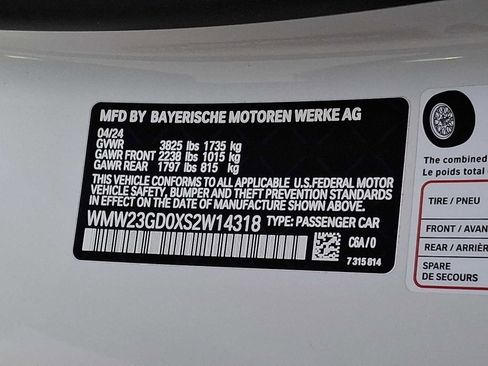 MFD BY BAYERISCHE MOTOREN WERKE AG
04/24
GVWR 3825 lbs 1735 kg
GAWR FRONT 2238 lbs 1015 kg
GAWR REAR 1797 lbs 815 kg
THIS VEHICLE CONFORMS TO ALL APPLICABLE U.S. FEDERAL MOTOR
VEHICLE SAFETY, BUMPER AND THEFT PREVENTION STANDARDS
IN EFFECT ON THE DATE OF MANUFACTURE SHOWN ABOVE.
WMW23GD0XS2W14318 TYPE: PASSENGER CAR
CGA/0
7315814
The combined
Le poids total
TIRE / PNEU
FRONT / AVAN
REAR / ARRIÈR
SPARE
DE SECOURS